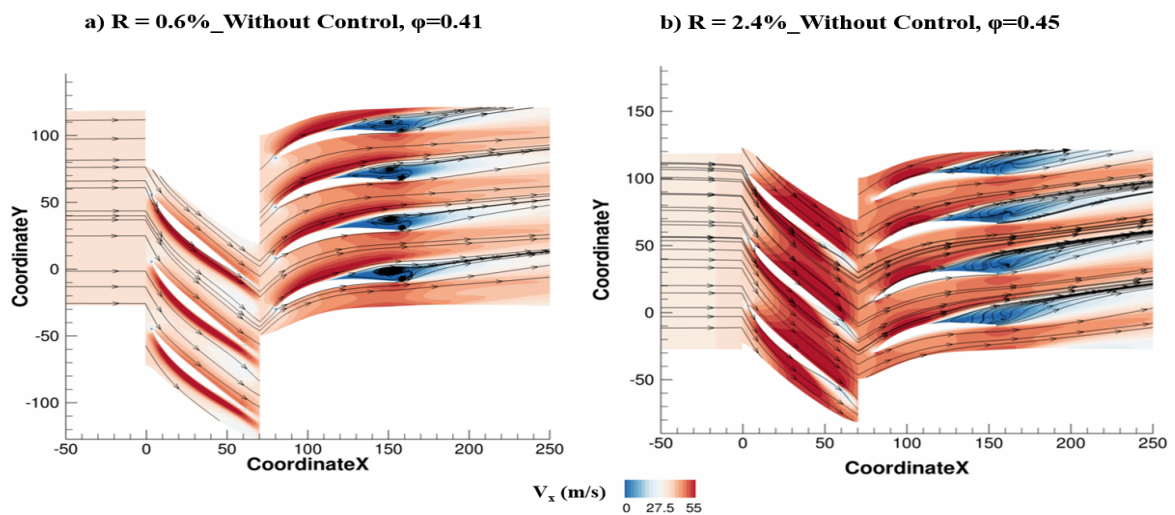 a) R = 0.6%_Without Control, φ=0.41
b) R = 2.4%_Without Control, φ=0.45
CoordinateY
100
50
0
-50
-100
-50 0 50 100 150 200 250
CoordinateX
CoordinateY
150
100
50
0
-50
-50 0 50 100 150 200 250
CoordinateX
Vx (m/s)
0 27.5 55